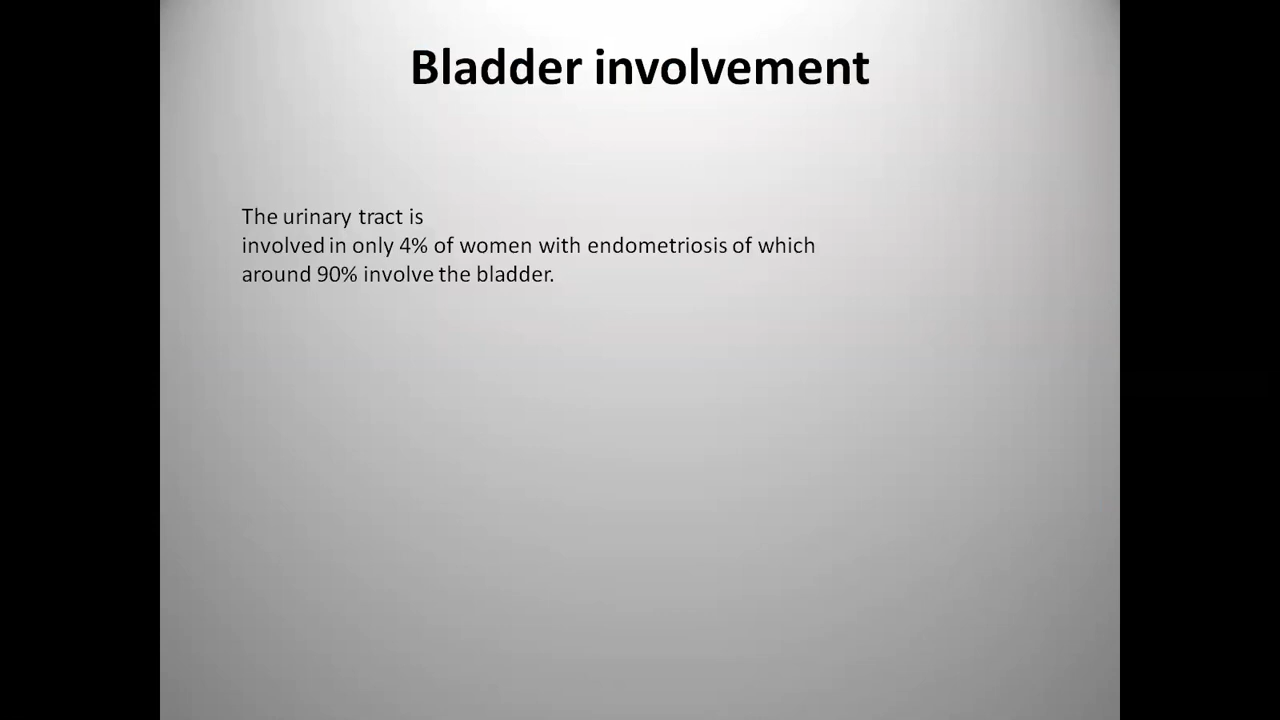 Bladder involvement
The urinary tract is
involved in only 4% of women with endometriosis of which
around 90% involve the bladder.